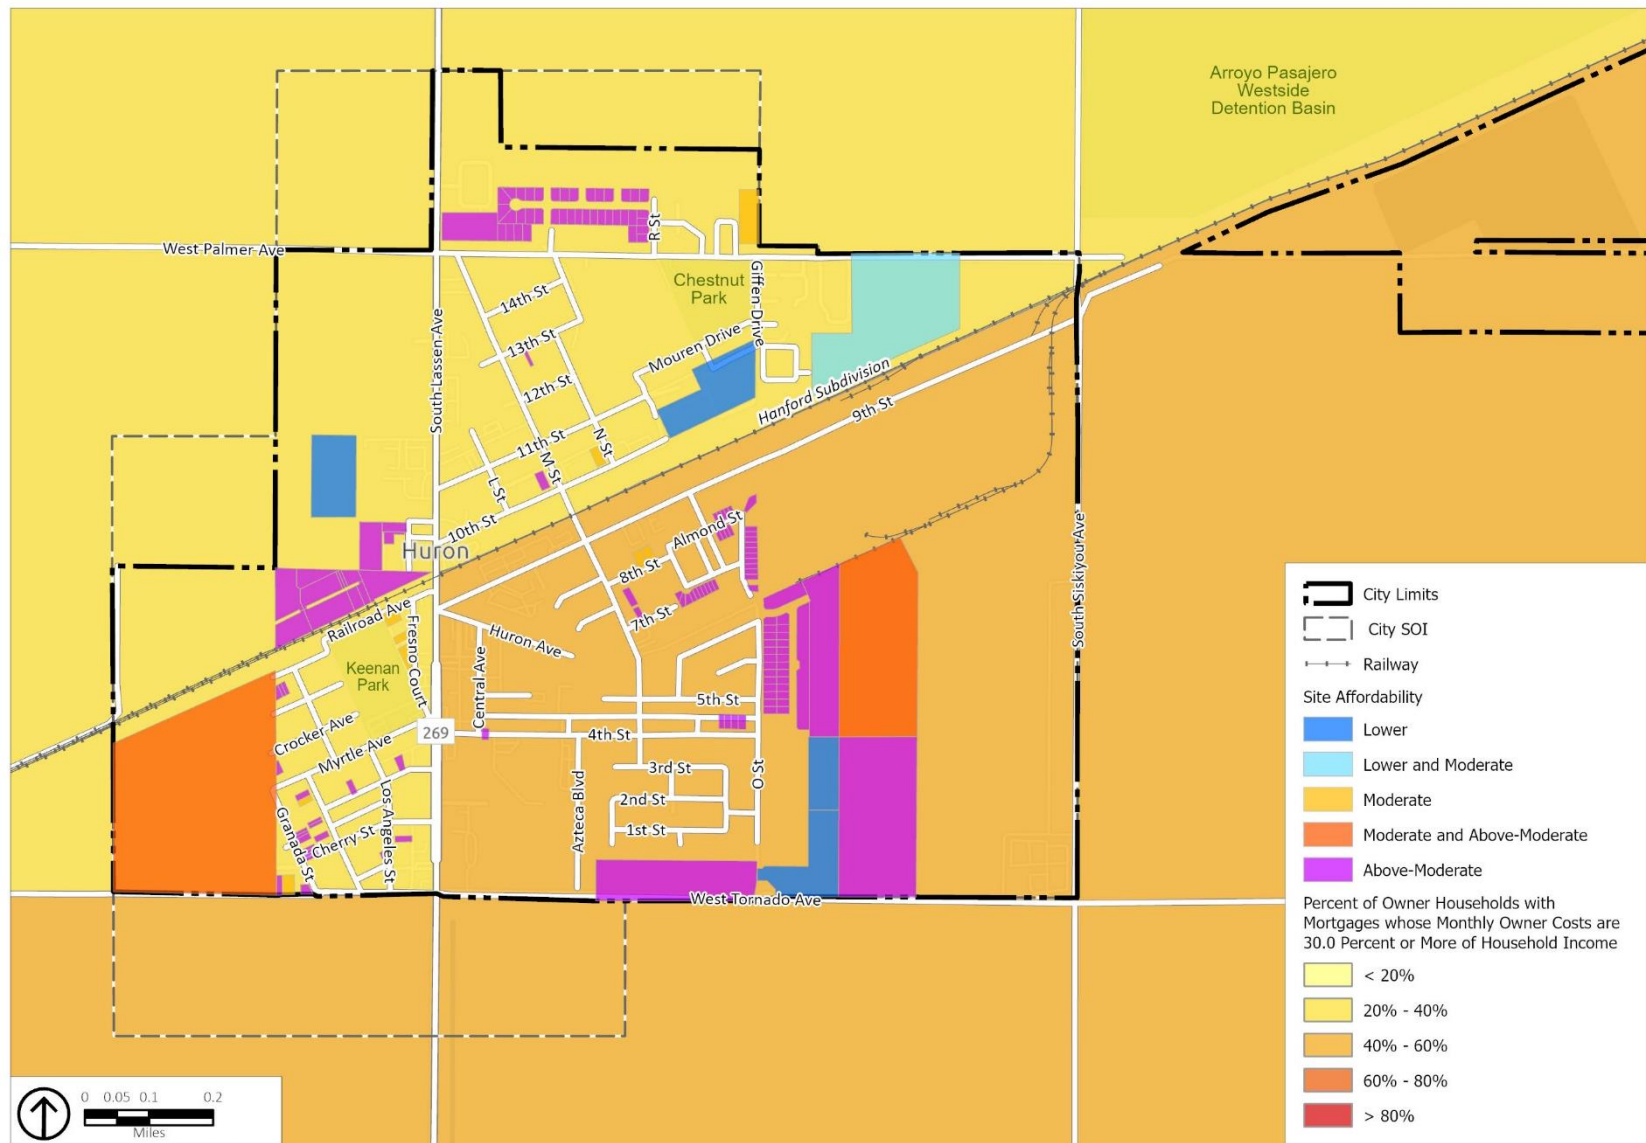 Arroyo Pasajero
Westside
Detention Basin
West Palmer Ave
R St
Chestnut
Park
Giffen Drive
14th St
13th St
12th St
11th St
10th St
Mouren Drive
South Lassen Ave
Hanford Subdivision
9th St
N St
M St
L St
Huron
Almond St
8th St
7th St
Railroad Ave
Fresno Court
Huron Ave
Central Ave
Keenan
Park
South Siskiyou Ave
5th St
4th St
269
Crocker Ave
Myrtle Ave
3rd St
2nd St
1st St
O St
Azteca Blvd
Los Angeles St
Granada St
Cherry St
West Tornado Ave
City Limits
City SOI
Railway
Site Affordability
Lower
Lower and Moderate
Moderate
Moderate and Above-Moderate
Above-Moderate
Percent of Owner Households with
Mortgages whose Monthly Owner Costs are
30.0 Percent or More of Household Income
< 20%
20% - 40%
40% - 60%
60% - 80%
> 80%
0 0.05 0.1 0.2
Miles